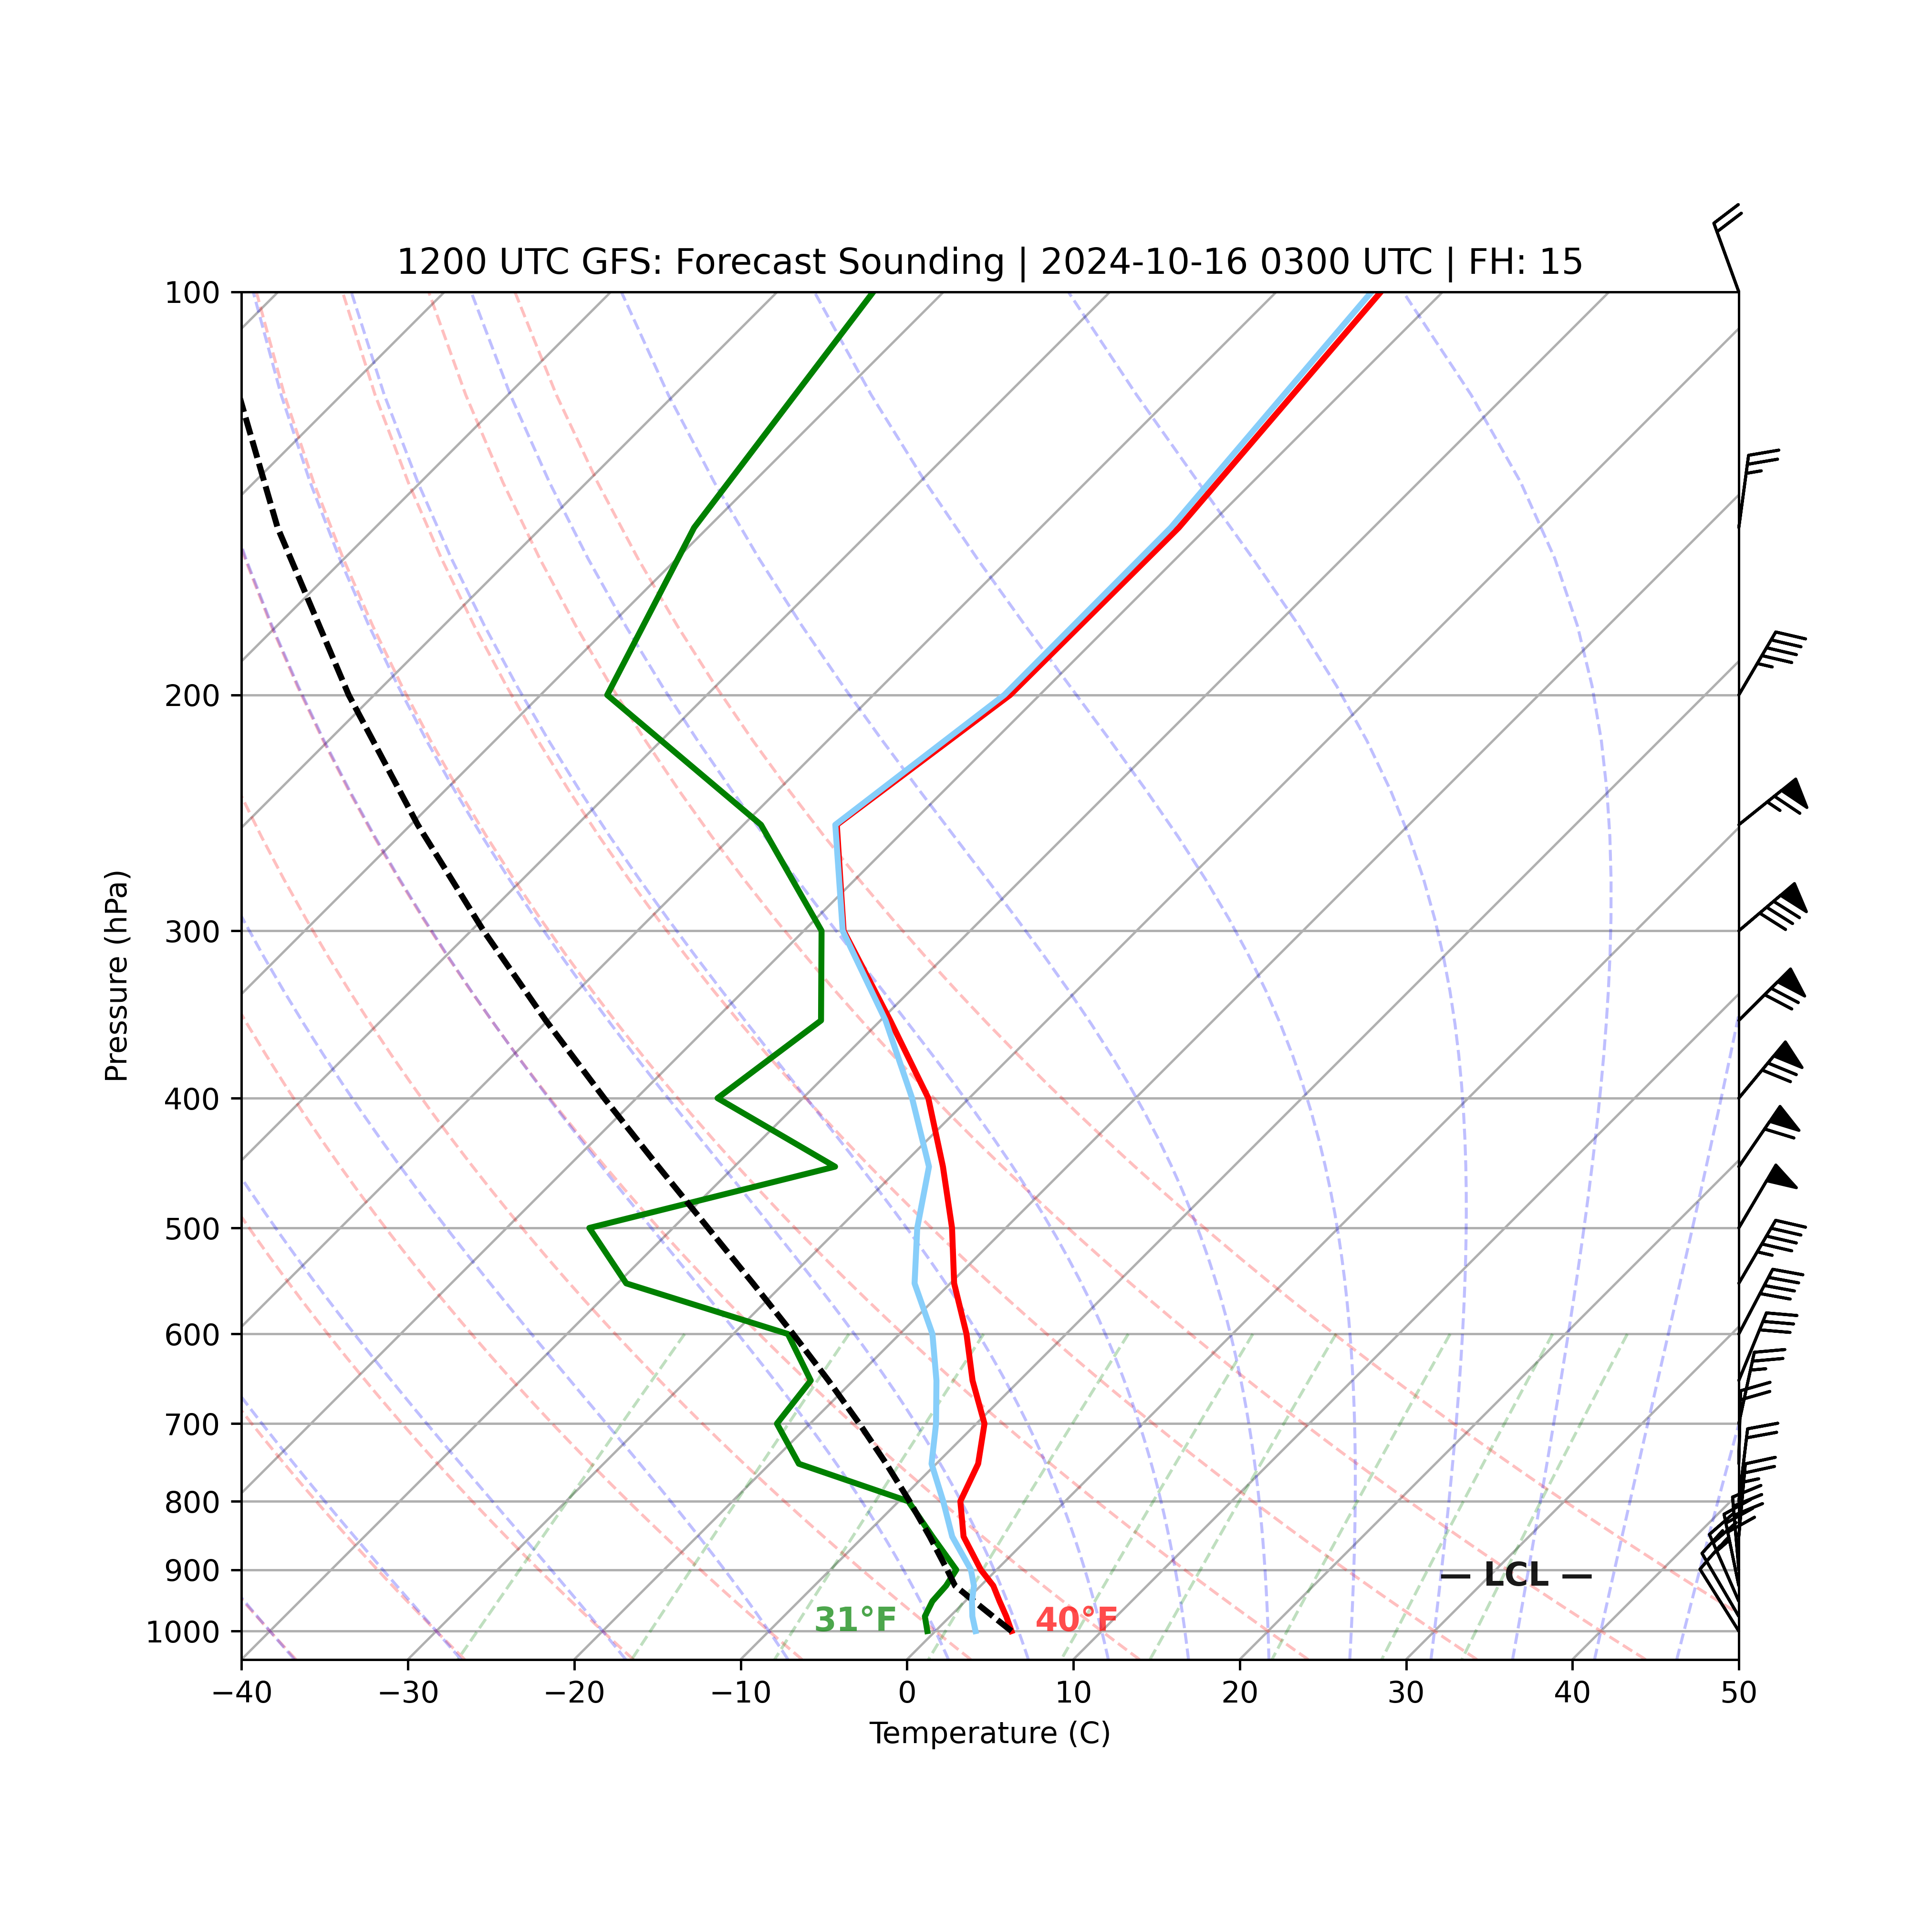 1200 UTC GFS: Forecast Sounding | 2024-10-16 0300 UTC | FH: 15
100
200
300
400
500
600
700
800
900
1000
Pressure (hPa)
— LCL —
31°F
40°F
−40 −30 −20 −10 0 10 20 30 40 50
Temperature (C)